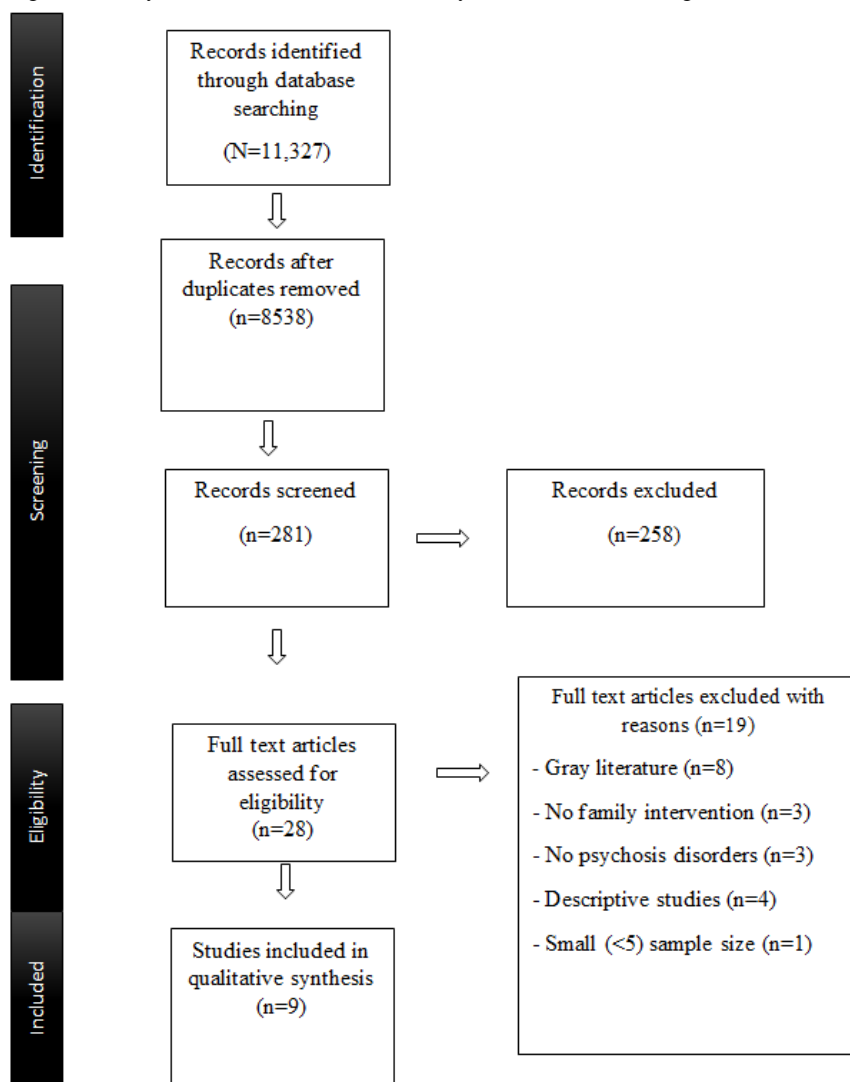 Identification
Records identified
through database
searching
(N=11,327)
Records after
duplicates removed
(n=8538)
Screening
Records screened
(n=281)
Records excluded
(n=258)
Eligibility
Full text articles
assessed for
eligibility
(n=28)
Full text articles excluded with
reasons (n=19)
- Gray literature (n=8)
- No family intervention (n=3)
- No psychosis disorders (n=3)
- Descriptive studies (n=4)
- Small (<5) sample size (n=1)
Included
Studies included in
qualitative synthesis
(n=9)